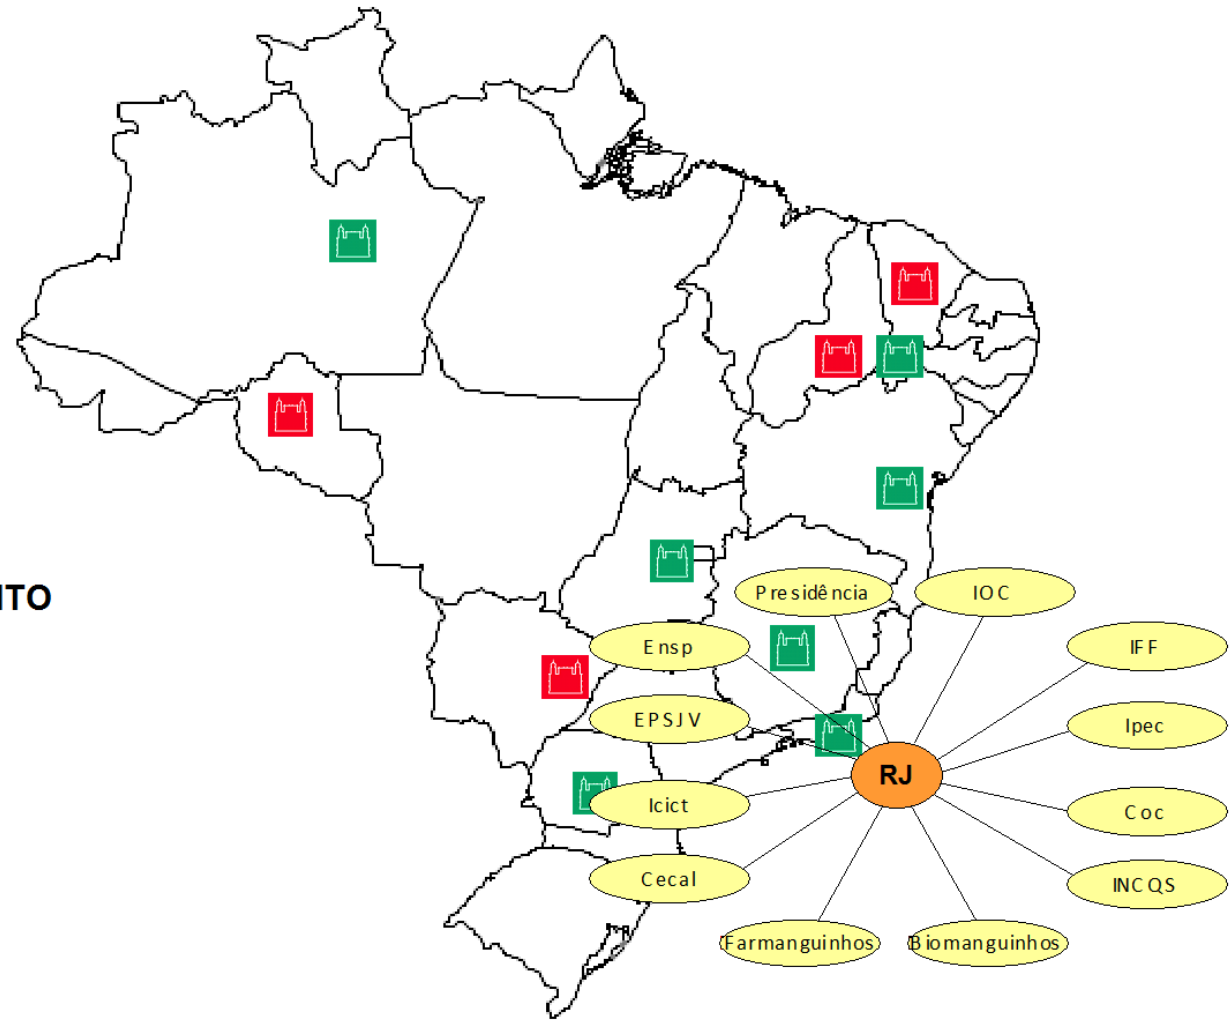 Presidência
IOC
ITO
Ensp
IFF
EPSJV
Ipec
RJ
Icict
Coc
Cecal
INCQS
Farmanguinhos
Biomanguinhos